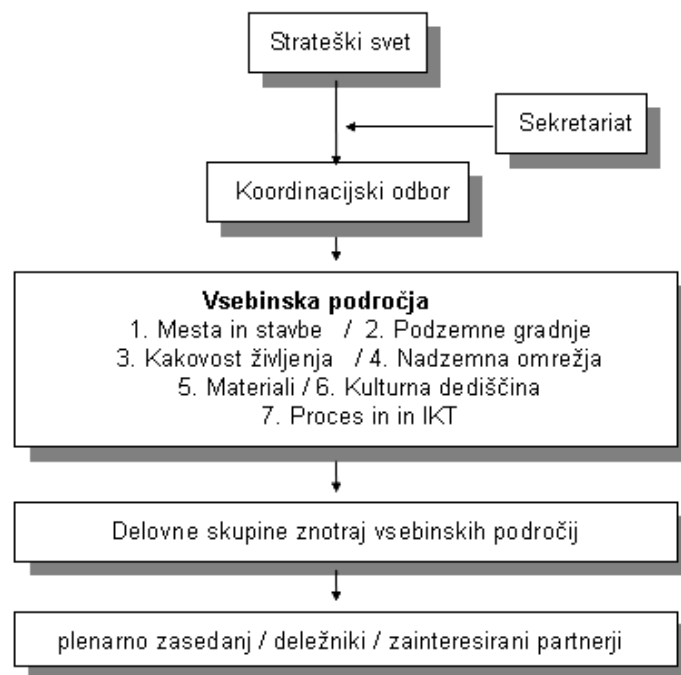 Strateški svet
Sekretariat
Koordinacijski odbor
Vsebinska področja
1. Mesta in stavbe / 2. Podzemne gradnje
3. Kakovost življenja / 4. Nadzemna omrežja
5. Materiali / 6. Kulturna dediščina
7. Proces in in IKT
Delovne skupine znotraj vsebinskih področij
plenarno zasedanj / deležniki / zainteresirani partnerji